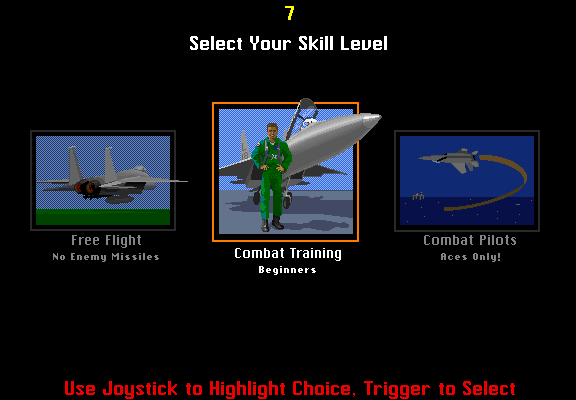 7
Select Your Skill Level
Free Flight
No Enemy Missiles
Combat Training
Beginners
Combat Pilots
Aces Only!
Use Joystick to Highlight Choice, Trigger to Select